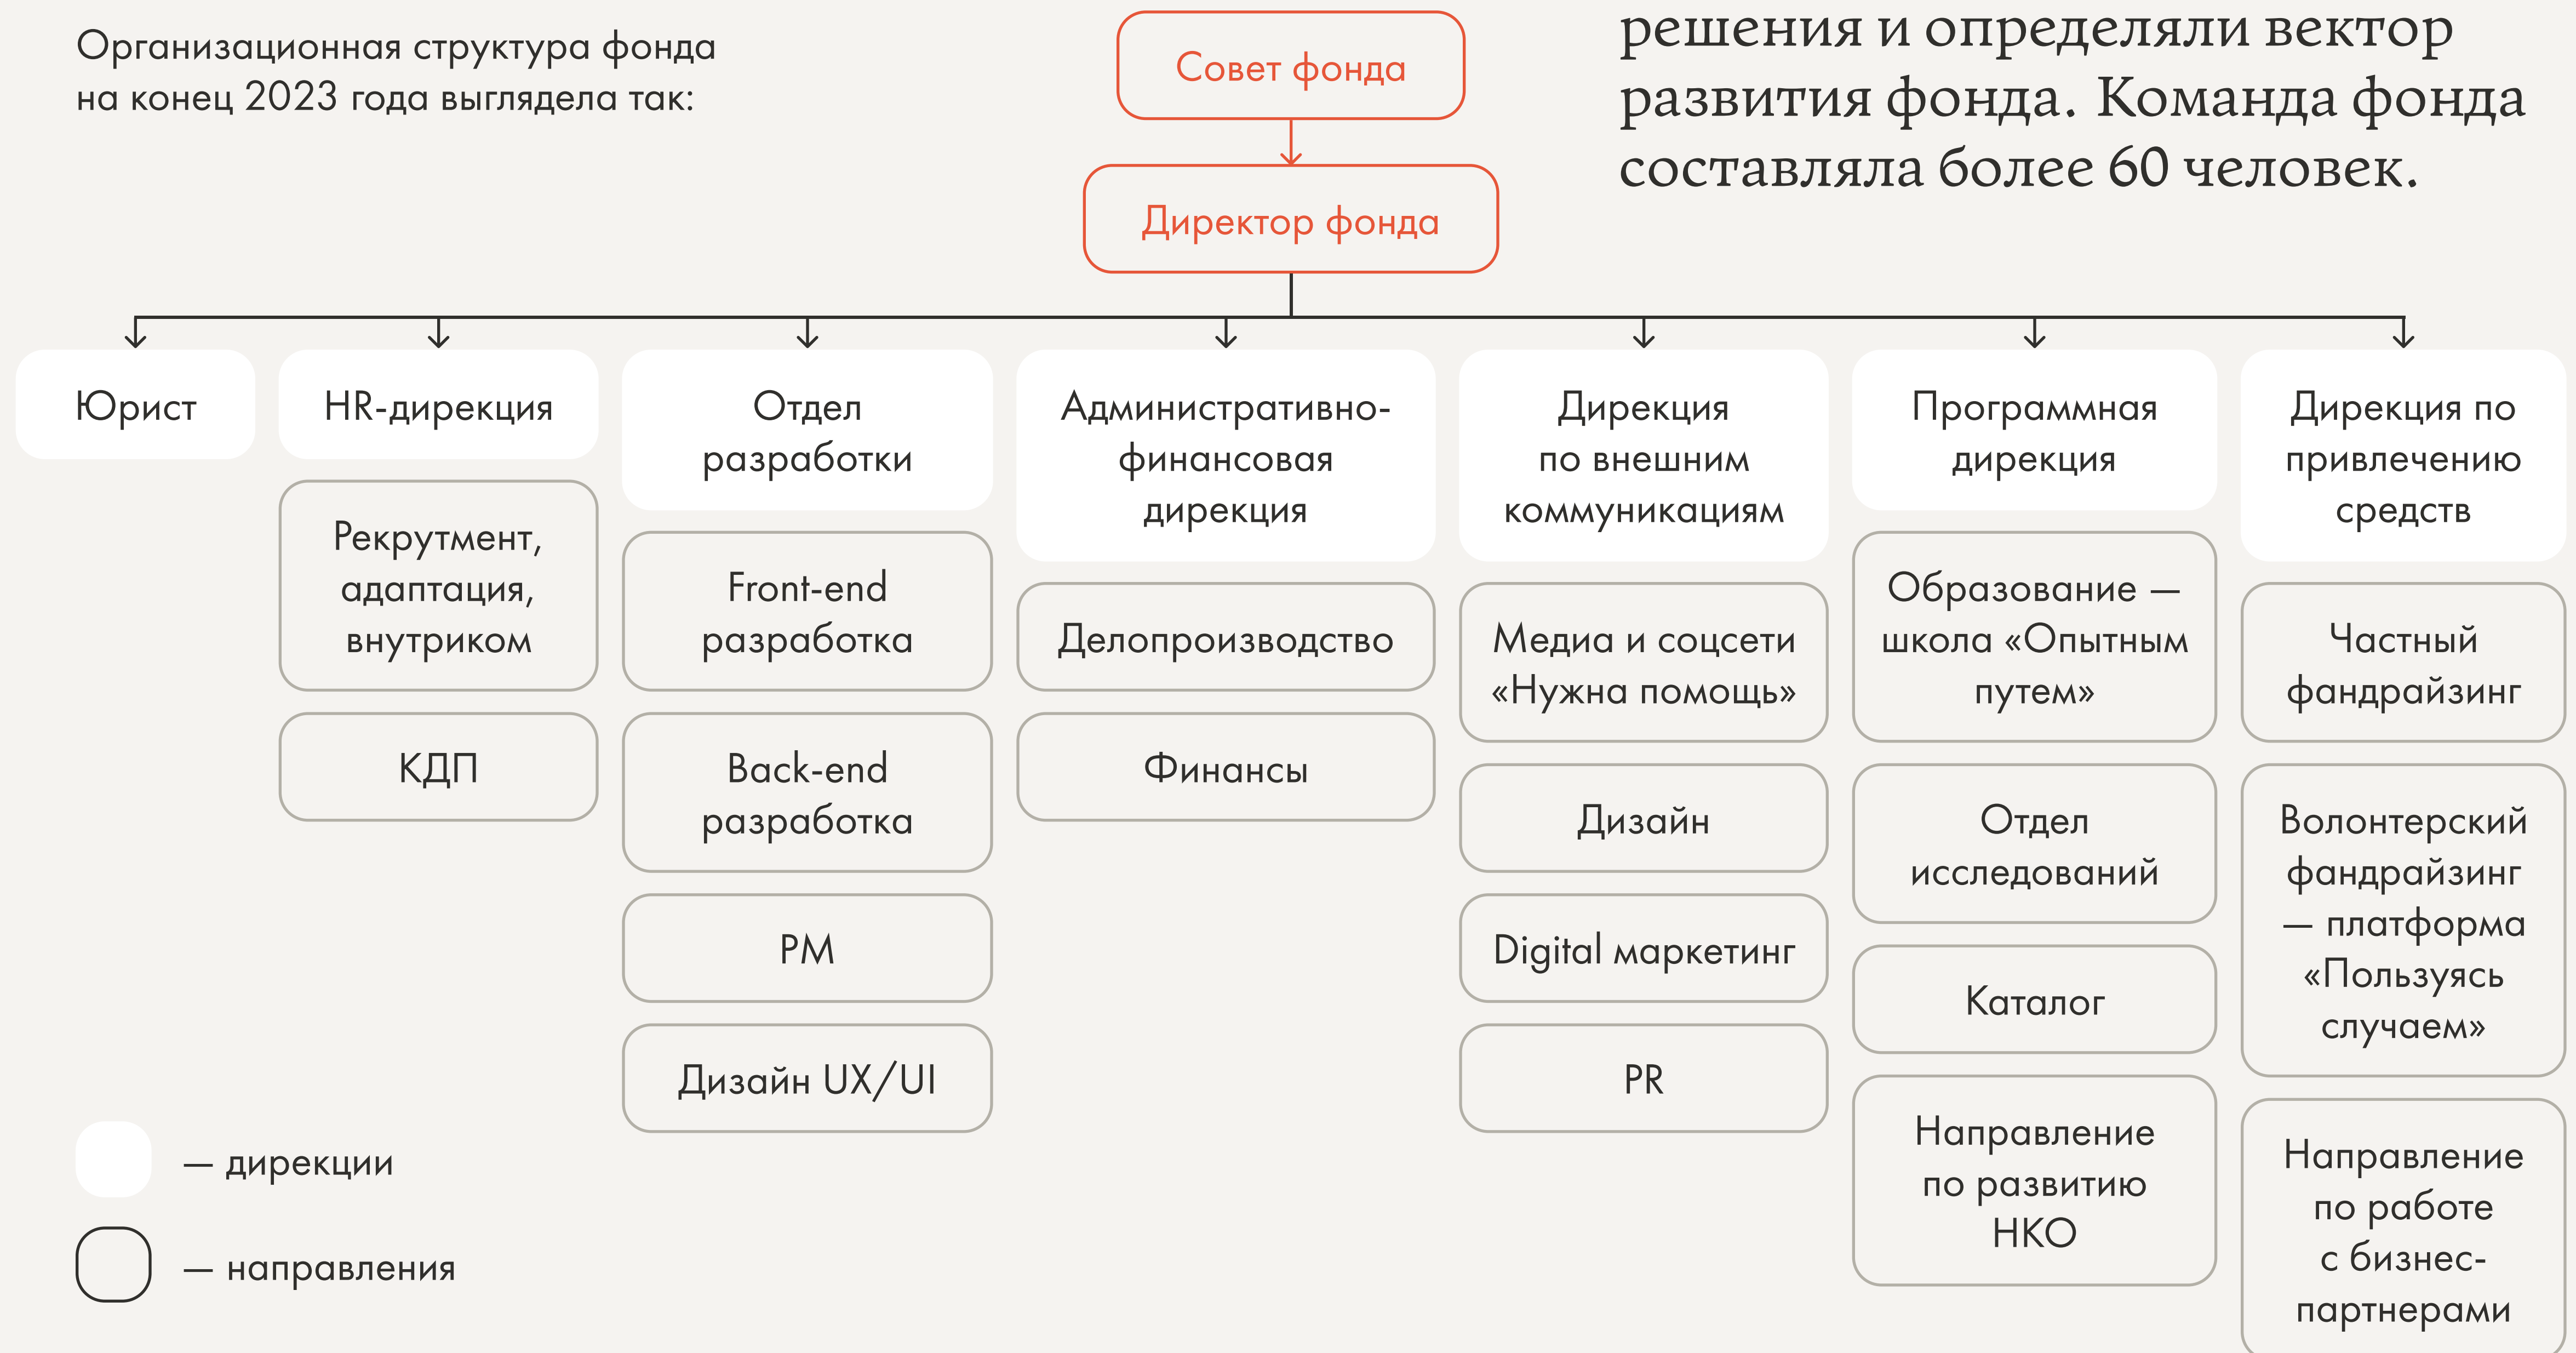 Организационная структура фонда
на конец 2023 года выглядела так:
Совет фонда
Директор фонда
решения и определяли вектор
развития фонда. Команда фонда
составляла более 60 человек.
Юрист
HR-дирекция
Рекрутмент,
адаптация,
внутриком
КДП
Отдел
разработки
Front-end
разработка
Back-end
разработка
PM
Дизайн UX/UI
Административно-
финансовая
дирекция
Делопроизводство
Финансы
Дирекция
по внешним
коммуникациям
Медиа и соцсети
«Нужна помощь»
Дизайн
Digital маркетинг
PR
Программная
дирекция
Образование —
школа «Опытным
путем»
Отдел
исследований
Каталог
Направление
по развитию
НКО
Дирекция по
привлечению
средств
Частный
фандрайзинг
Волонтерский
фандрайзинг
— платформа
«Пользуясь
случаем»
Направление
по работе
с бизнес-
партнерами
— дирекции
— направления